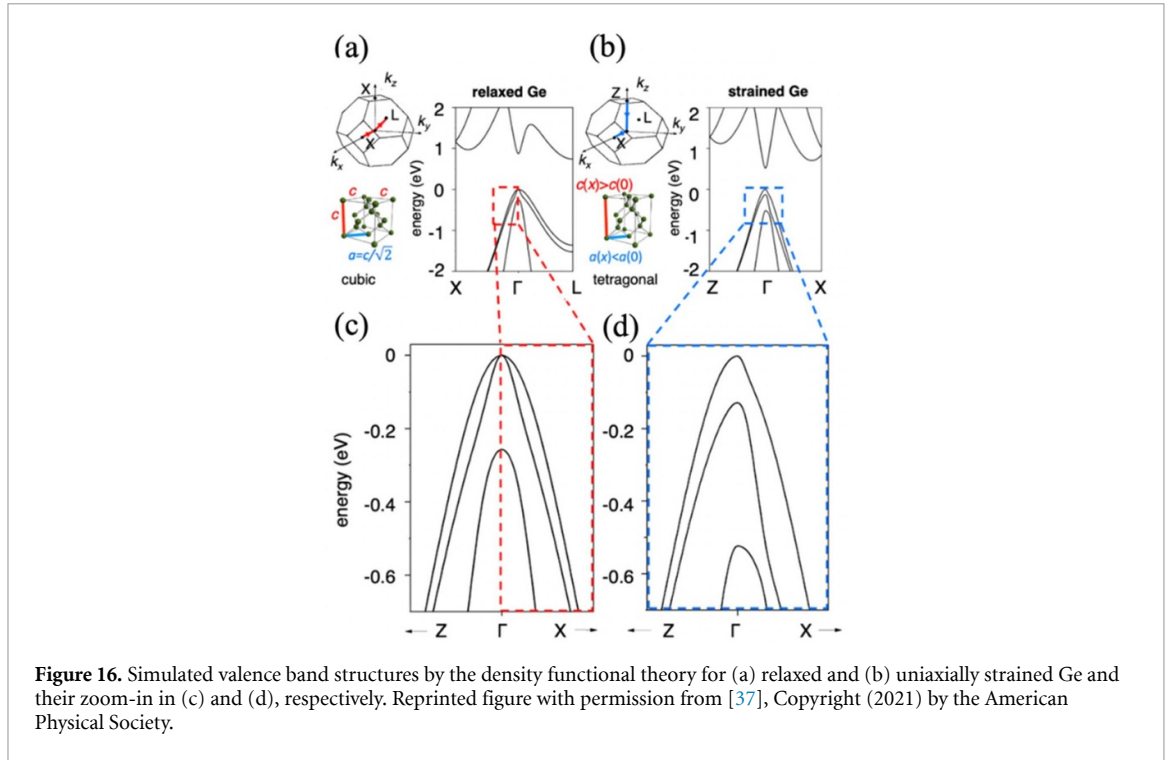 (a)
(b)
relaxed Ge
strained Ge
X
k_z
L
k_y
X
k_x
c
c
c
a=c/√2
cubic
energy (eV)
2
1
0
-1
-2
X
Γ
L
Z
k_z
L
k_y
X
k_x
c(x)>c(0)
a(x)<a(0)
tetragonal
energy (eV)
2
1
0
-1
-2
Z
Γ
X
(c)
(d)
energy (eV)
0
-0.2
-0.4
-0.6
← Z Γ X →
0
-0.2
-0.4
-0.6
← Z Γ X →
Figure 16. Simulated valence band structures by the density functional theory for (a) relaxed and (b) uniaxially strained Ge and
their zoom-in in (c) and (d), respectively. Reprinted figure with permission from [37], Copyright (2021) by the American
Physical Society.